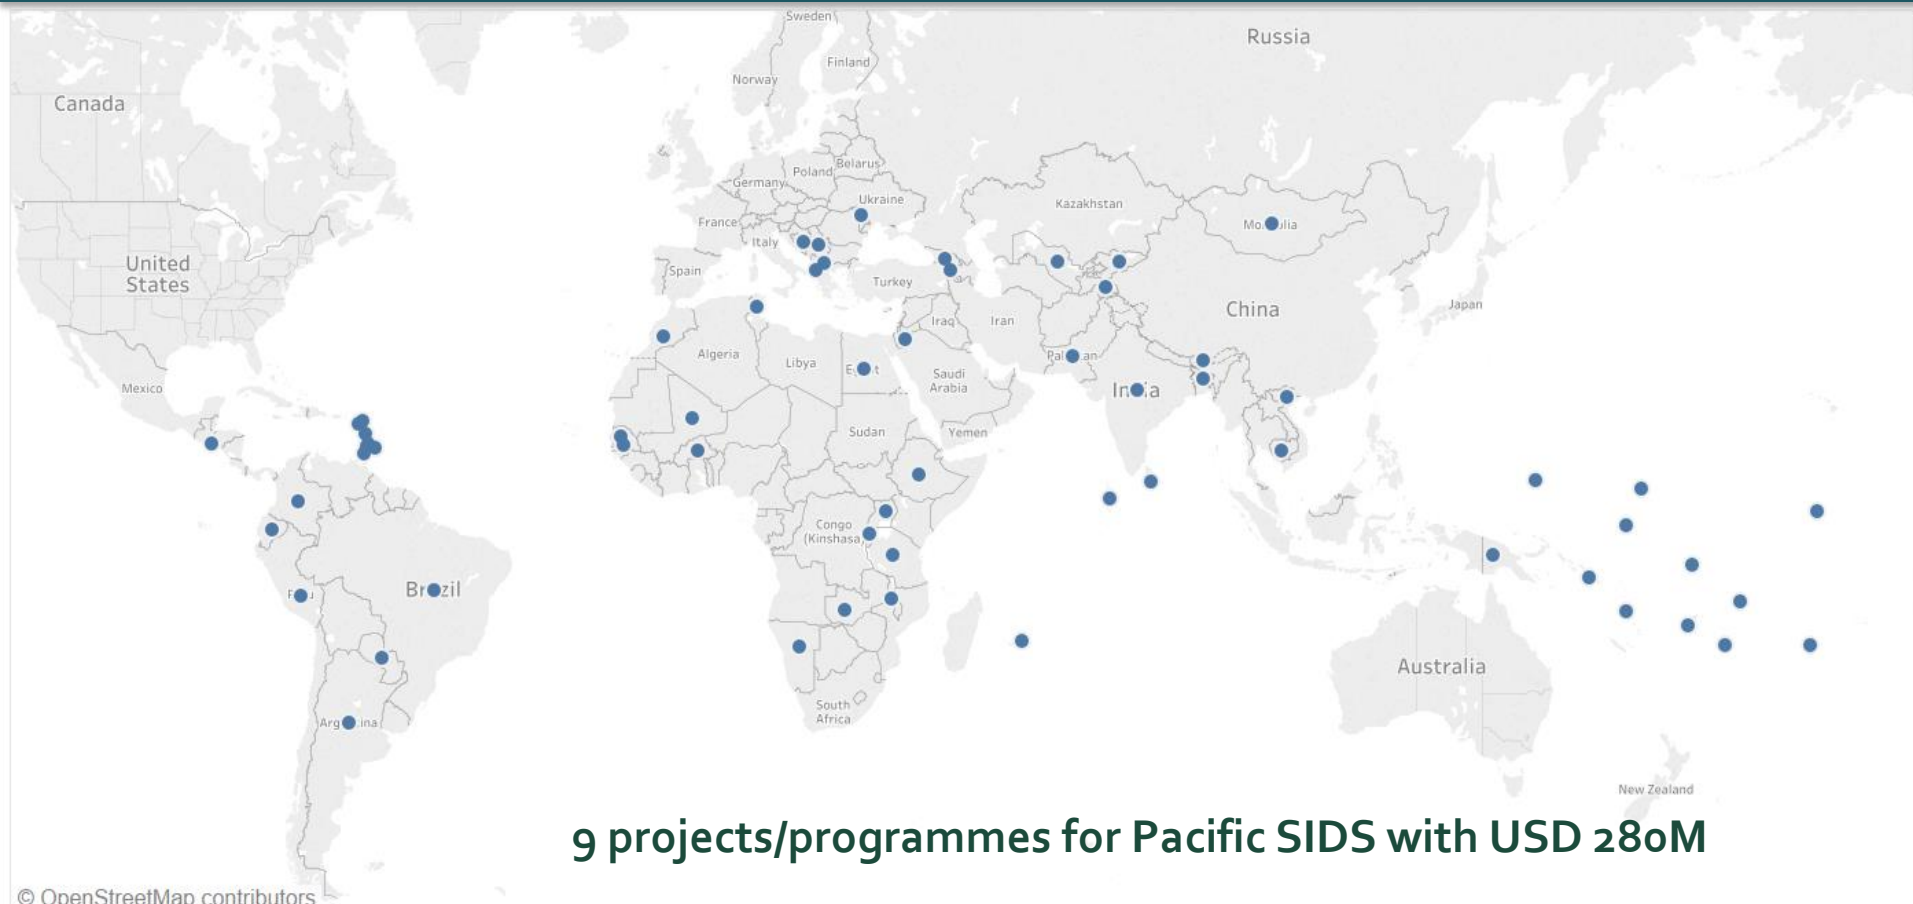 Sweden
Russia
Finland
Norway
Canada
Belarus
Poland
Germany
Ukraine
Kazakhstan
France
Italy
United
States
Spain
Turkey
China
Japan
Iraq
Iran
Algeria
Libya
Saudi
Arabia
Mexico
Sudan
Yemen
Congo
(Kinshasa)
Australia
South
Africa
New Zealand
9 projects/programmes for Pacific SIDS with USD 280M
© OpenStreetMap contributors